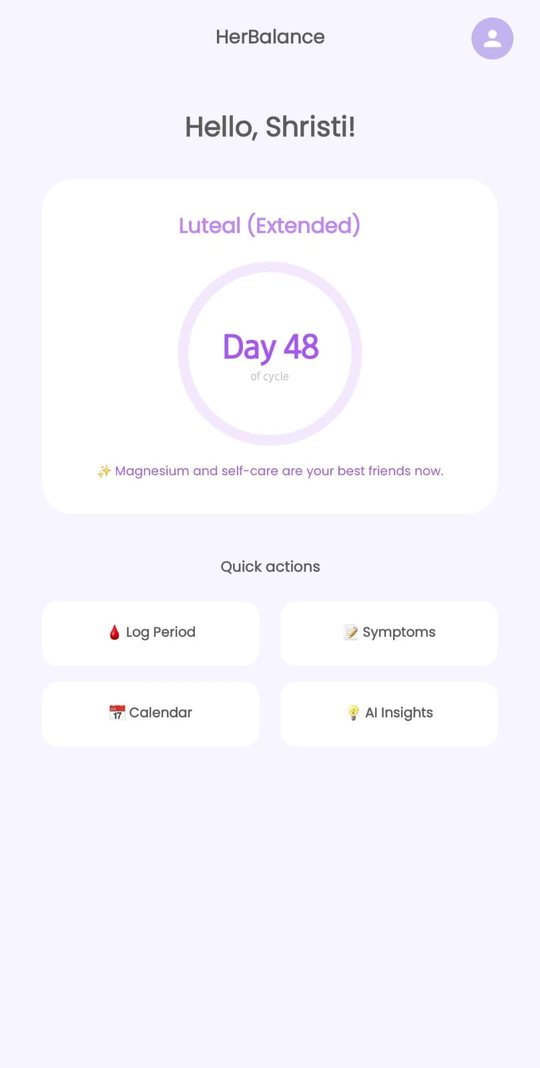 HerBalance
Hello, Shristi!
Luteal (Extended)
Day 48
of cycle
✨ Magnesium and self-care are your best friends now.
Quick actions
🩸 Log Period
📝 Symptoms
📅 Calendar
💡 AI Insights